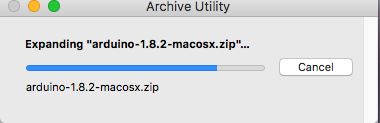 Archive Utility
Expanding "arduino-1.8.2-macosx.zip"...
Cancel
arduino-1.8.2-macosx.zip